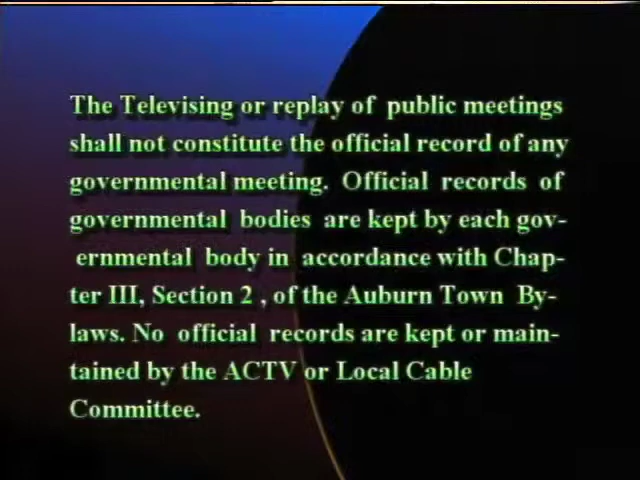 The Televising or replay of public meetings
shall not constitute the official record of any
governmental meeting. Official records of
governmental bodies are kept by each gov-
ernmental body in accordance with Chap-
ter III, Section 2 , of the Auburn Town By-
laws. No official records are kept or main-
tained by the ACTV or Local Cable
Committee.